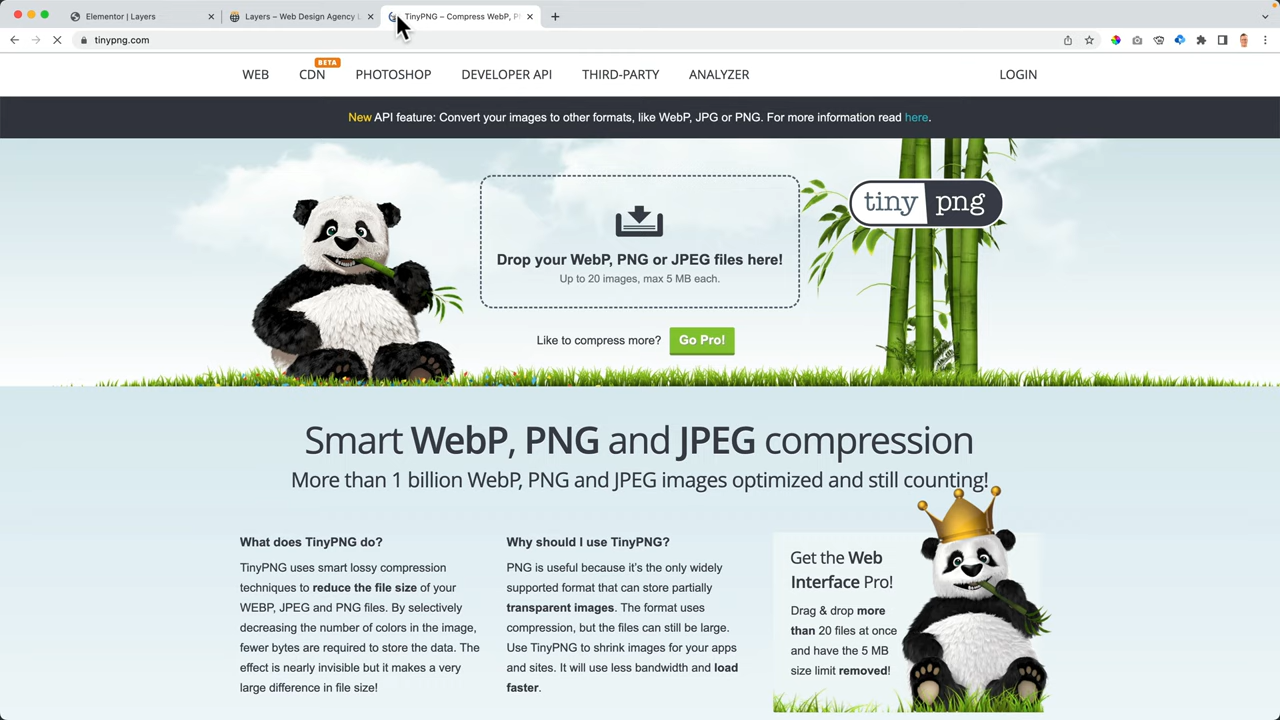 Elementor | Layers
Layers – Web Design Agency L
TinyPNG – Compress WebP, P
tinypng.com
WEB
CDN
BETA
PHOTOSHOP
DEVELOPER API
THIRD-PARTY
ANALYZER
LOGIN
New API feature: Convert your images to other formats, like WebP, JPG or PNG. For more information read here.
Drop your WebP, PNG or JPEG files here!
Up to 20 images, max 5 MB each.
Like to compress more?
Go Pro!
tiny png
Smart WebP, PNG and JPEG compression
More than 1 billion WebP, PNG and JPEG images optimized and still counting!
What does TinyPNG do?
TinyPNG uses smart lossy compression
techniques to reduce the file size of your
WEBP, JPEG and PNG files. By selectively
decreasing the number of colors in the image,
fewer bytes are required to store the data. The
effect is nearly invisible but it makes a very
large difference in file size!
Why should I use TinyPNG?
PNG is useful because it's the only widely
supported format that can store partially
transparent images. The format uses
compression, but the files can still be large.
Use TinyPNG to shrink images for your apps
and sites. It will use less bandwidth and load
faster.
Get the Web
Interface Pro!
Drag & drop more
than 20 files at once
and have the 5 MB
size limit removed!